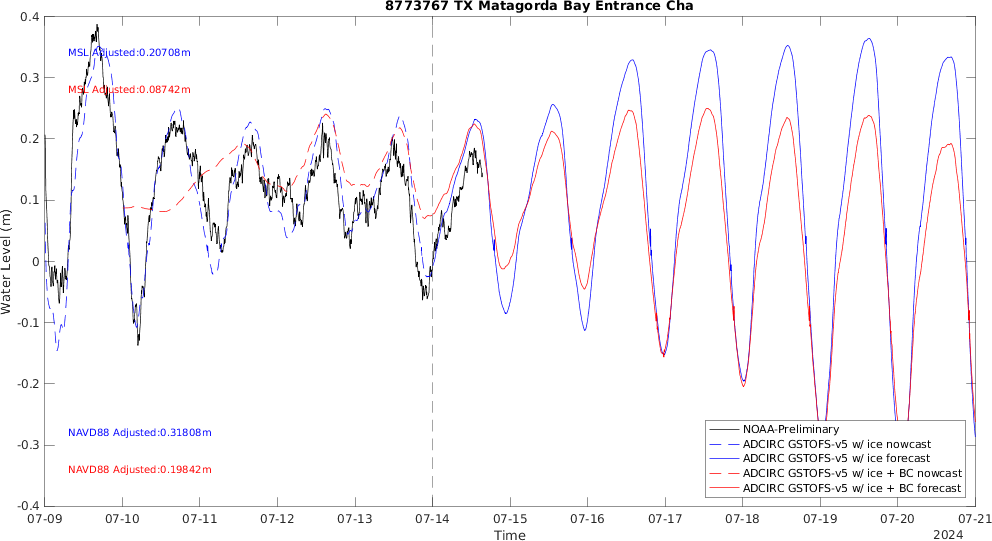 8773767 TX Matagorda Bay Entrance Cha
Water Level (m)
0.4
0.3
0.2
0.1
0
-0.1
-0.2
-0.3
-0.4
MSL Adjusted:0.20708m
MSL Adjusted:0.08742m
NAVD88 Adjusted:0.31808m
NAVD88 Adjusted:0.19842m
NOAA-Preliminary
ADCIRC GSTOFS-v5 w/ ice nowcast
ADCIRC GSTOFS-v5 w/ ice forecast
ADCIRC GSTOFS-v5 w/ ice + BC nowcast
ADCIRC GSTOFS-v5 w/ ice + BC forecast
07-09 07-10 07-11 07-12 07-13 07-14 07-15 07-16 07-17 07-18 07-19 07-20 07-21
Time
2024